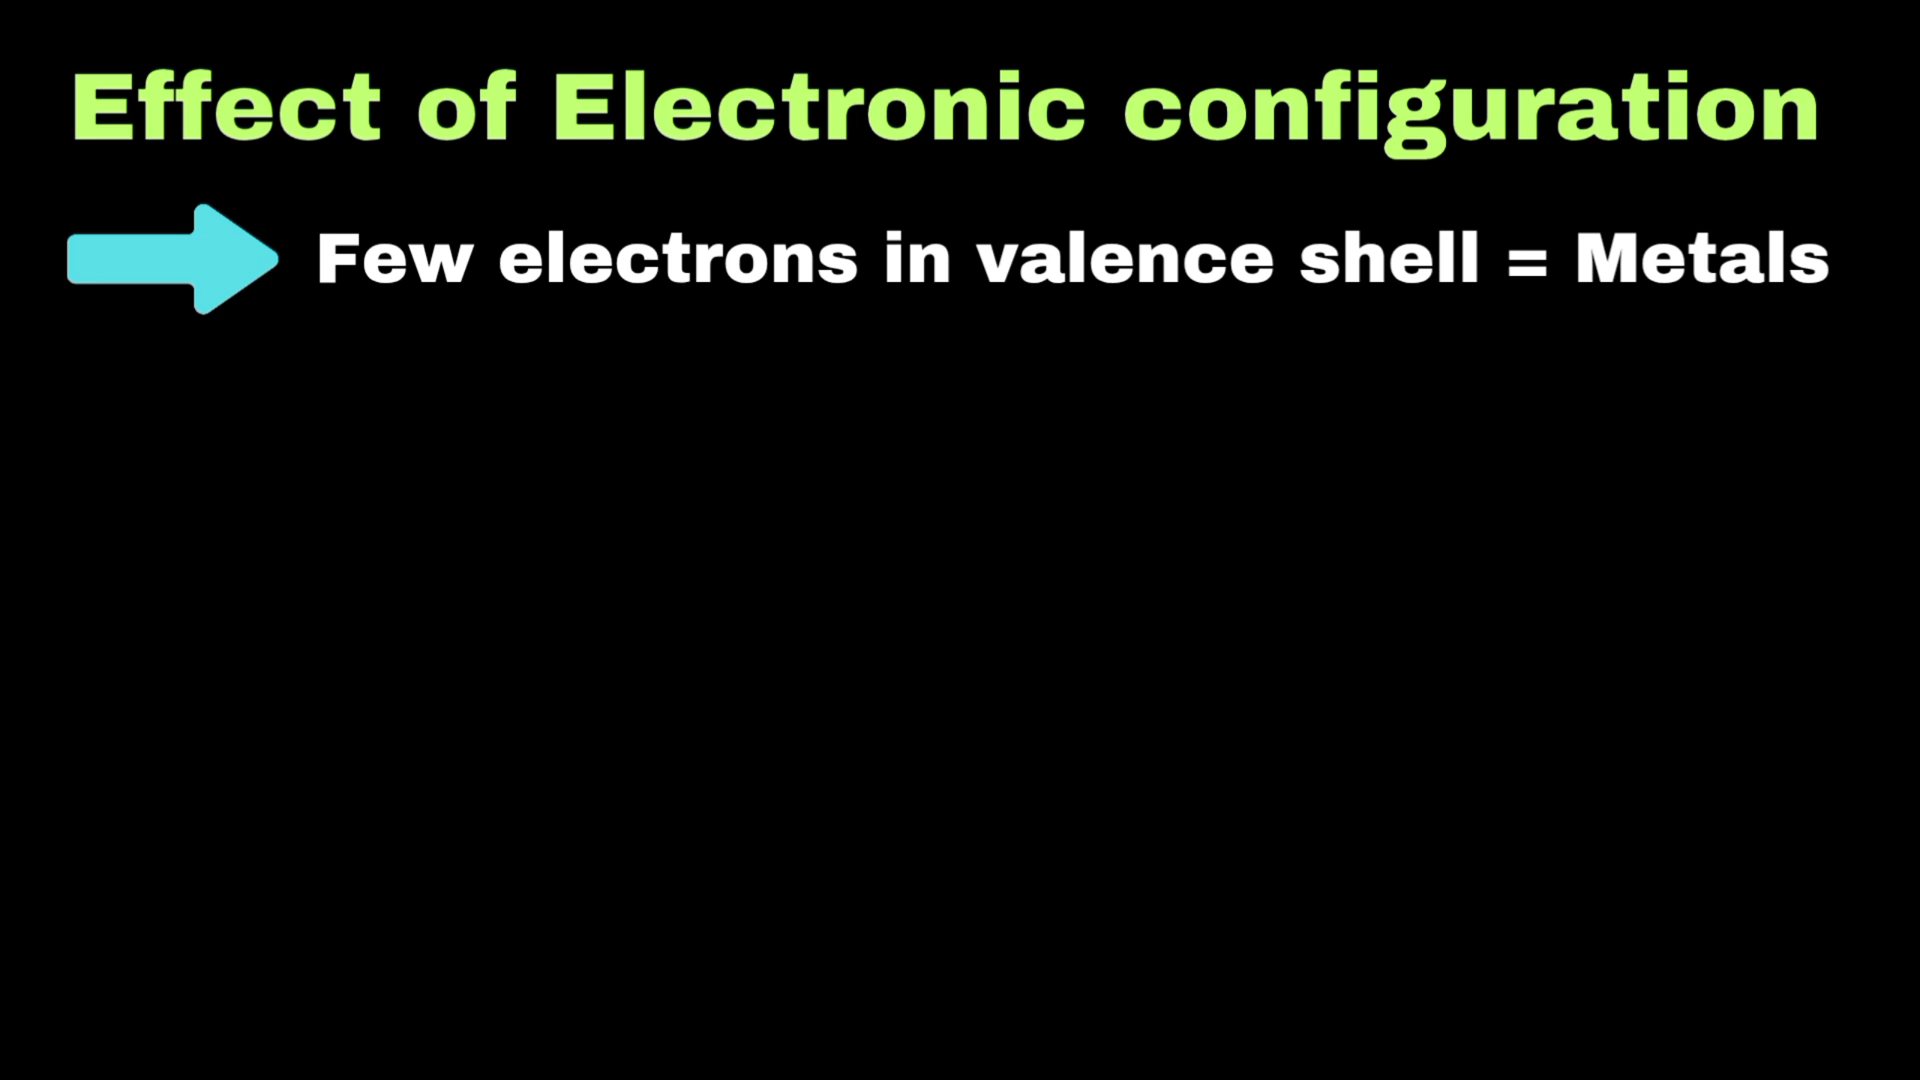 Effect of Electronic configuration
Few electrons in valence shell = Metals